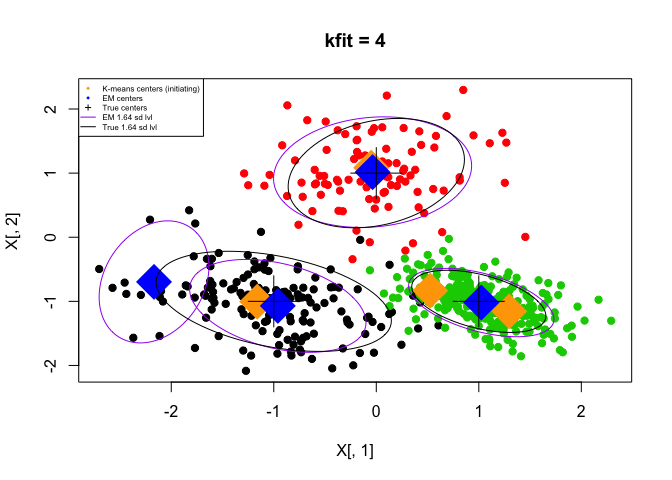 kfit = 4
K-means centers (initiating)
EM centers
True centers
EM 1.64 sd lvl
True 1.64 sd lvl
2
1
0
-1
-2
X[, 2]
-2 -1 0 1 2
X[, 1]